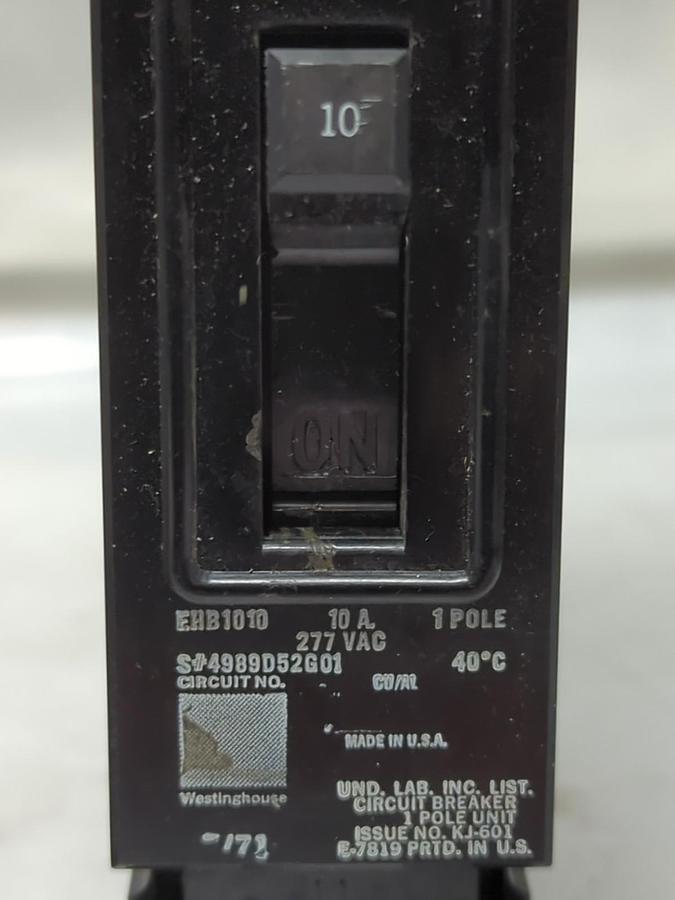 10
ON
EHB1010 10 A. 1 POLE
277 VAC
S#4989D52G01 40°C
CIRCUIT NO. CU/AL
MADE IN U.S.A.
Westinghouse
UND. LAB. INC. LIST.
CIRCUIT BREAKER
1 POLE UNIT
ISSUE NO. KJ-601
E-7819 PRTD. IN U.S.